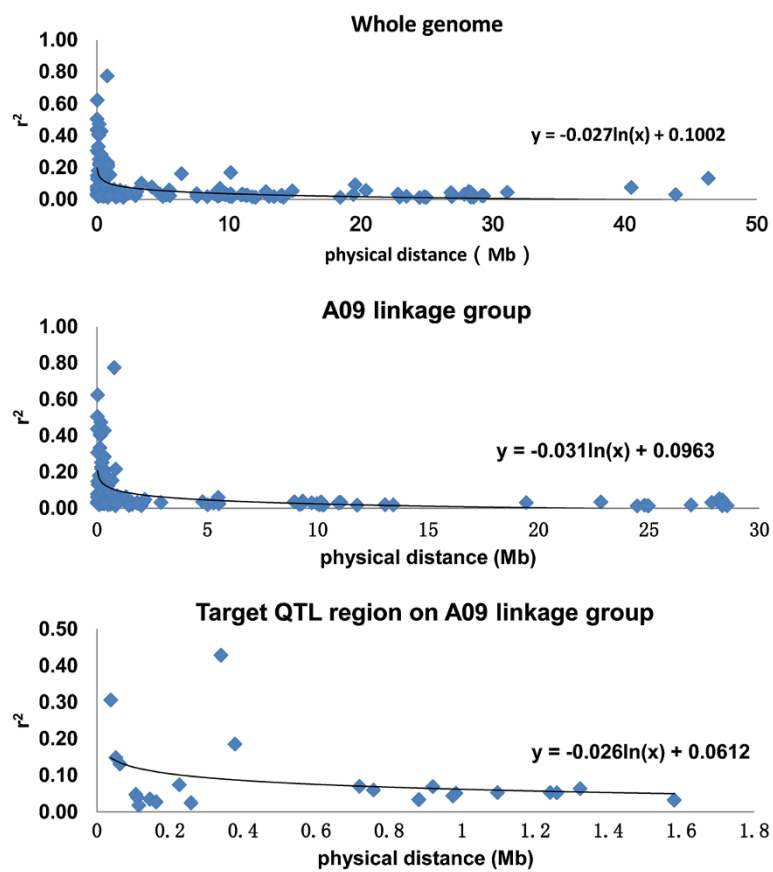 Whole genome
1.00
0.80
0.60
0.40
0.20
0.00
r²
y = -0.027ln(x) + 0.1002
0 10 20 30 40 50
physical distance ( Mb )
A09 linkage group
1.00
0.80
0.60
0.40
0.20
0.00
r²
y = -0.031ln(x) + 0.0963
0 5 10 15 20 25 30
physical distance (Mb)
Target QTL region on A09 linkage group
0.50
0.40
0.30
0.20
0.10
0.00
r²
y = -0.026ln(x) + 0.0612
0 0.2 0.4 0.6 0.8 1 1.2 1.4 1.6 1.8
physical distance (Mb)